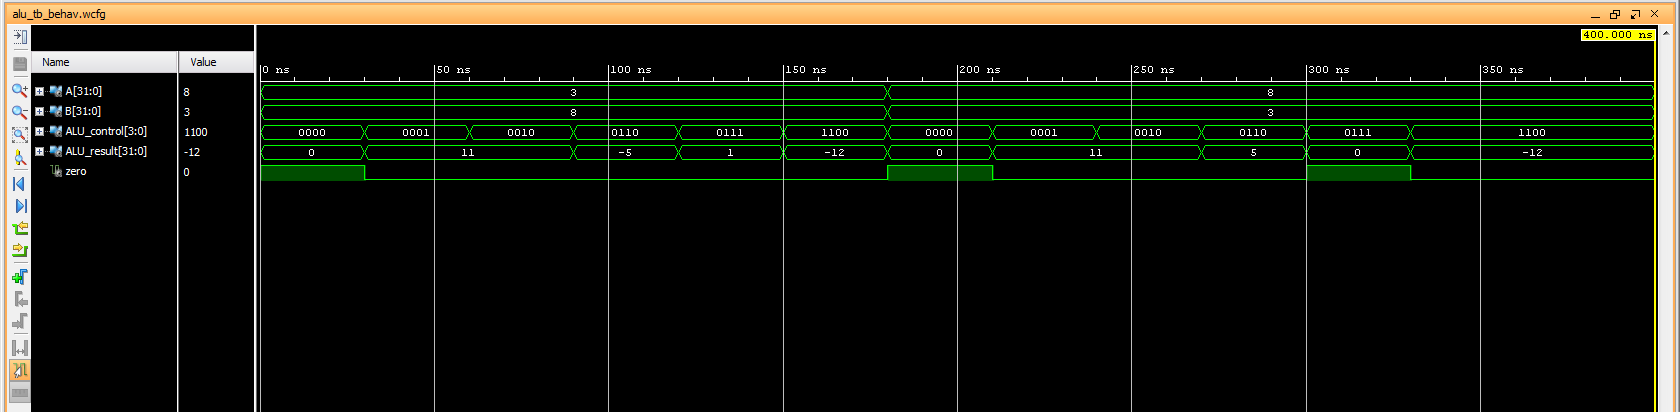 alu_tb_behav.wcfg
400.000 ns
Name Value
0 ns 50 ns 100 ns 150 ns 200 ns 250 ns 300 ns 350 ns
A[31:0] 8 3 8
B[31:0] 3 8 3
ALU_control[3:0] 1100 0000 0001 0010 0110 0111 1100 0000 0001 0010 0110 0111 1100
ALU_result[31:0] -12 0 11 -5 1 -12 0 11 5 0 -12
zero 0